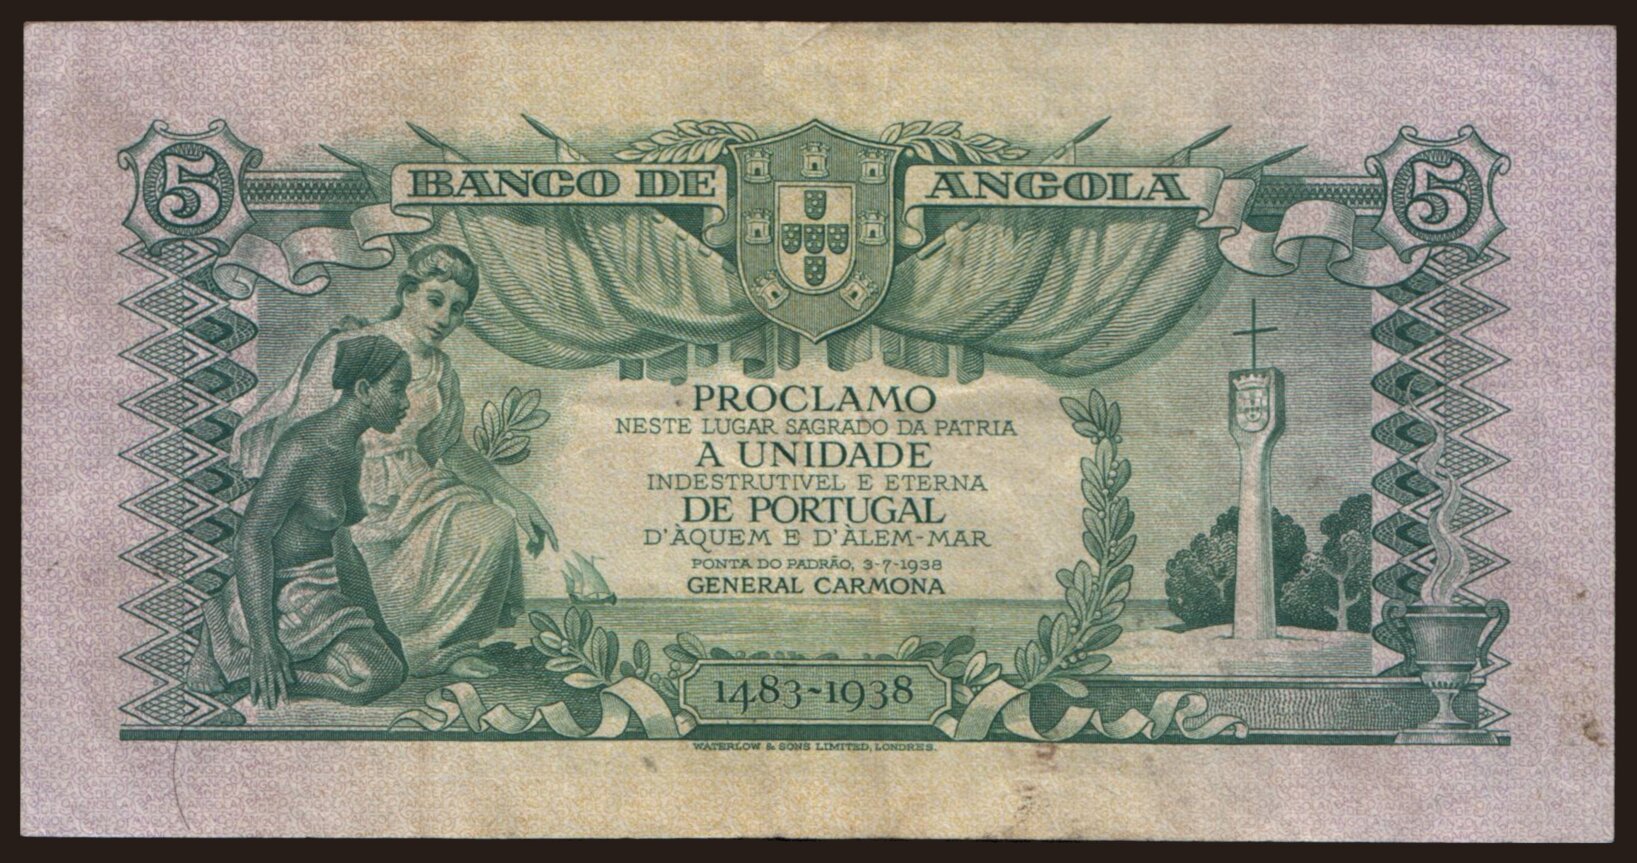 5
BANCO DE ANGOLA
5
PROCLAMO
NESTE LUGAR SAGRADO DA PATRIA
A UNIDADE
INDESTRUTIVEL E ETERNA
DE PORTUGAL
D'ÀQUEM E D'ÀLEM-MAR
PONTA DO PADRÃO, 3-7-1938
GENERAL CARMONA
1483~1938
WATERLOW & SONS LIMITED, LONDRES.